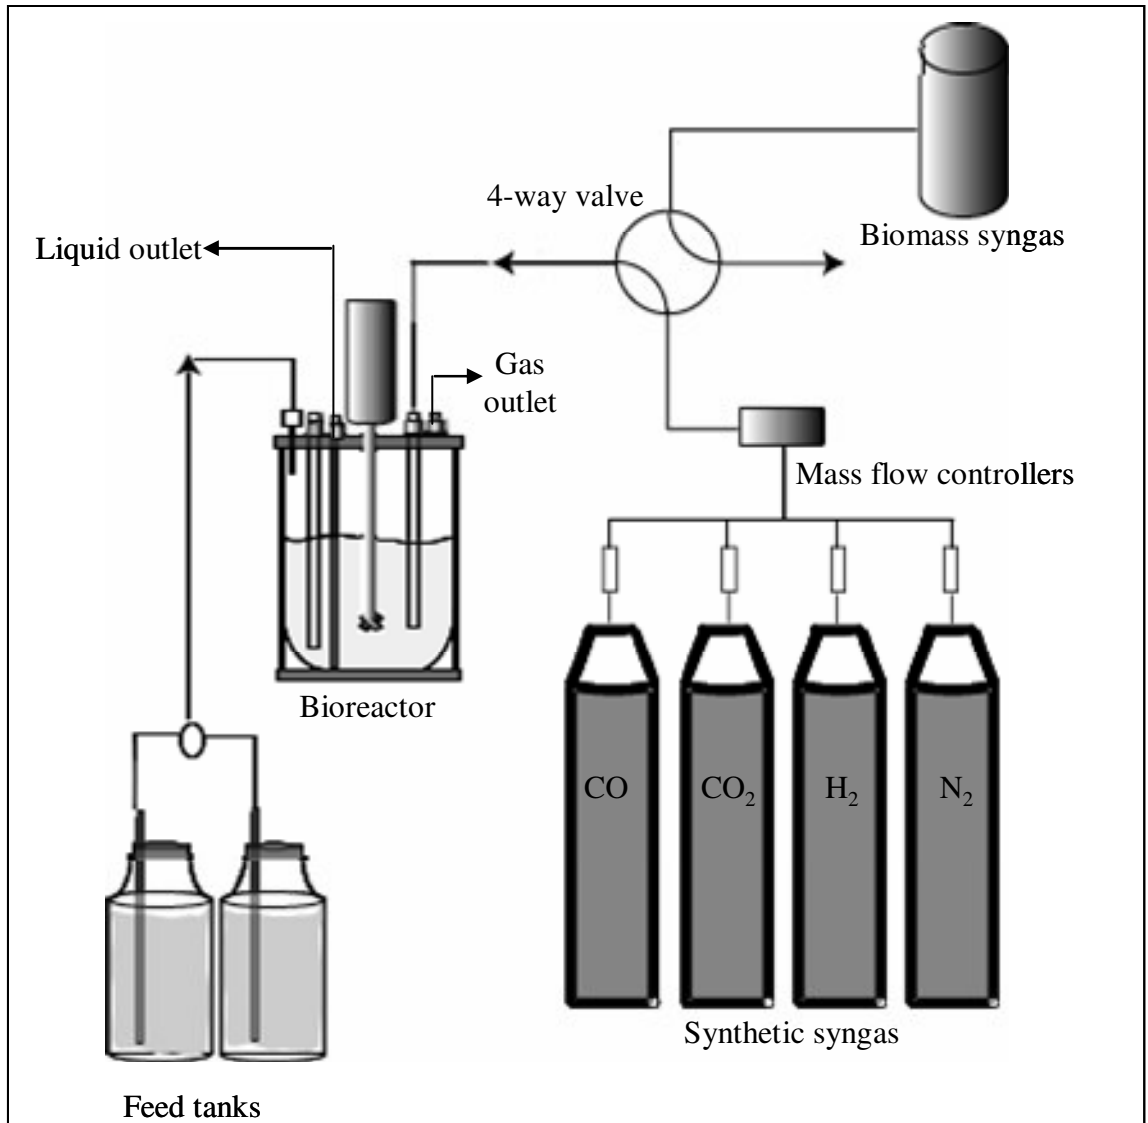 4-way valve
Biomass syngas
Liquid outlet
Gas
outlet
Mass flow controllers
Bioreactor
CO
CO₂
H₂
N₂
Synthetic syngas
Feed tanks